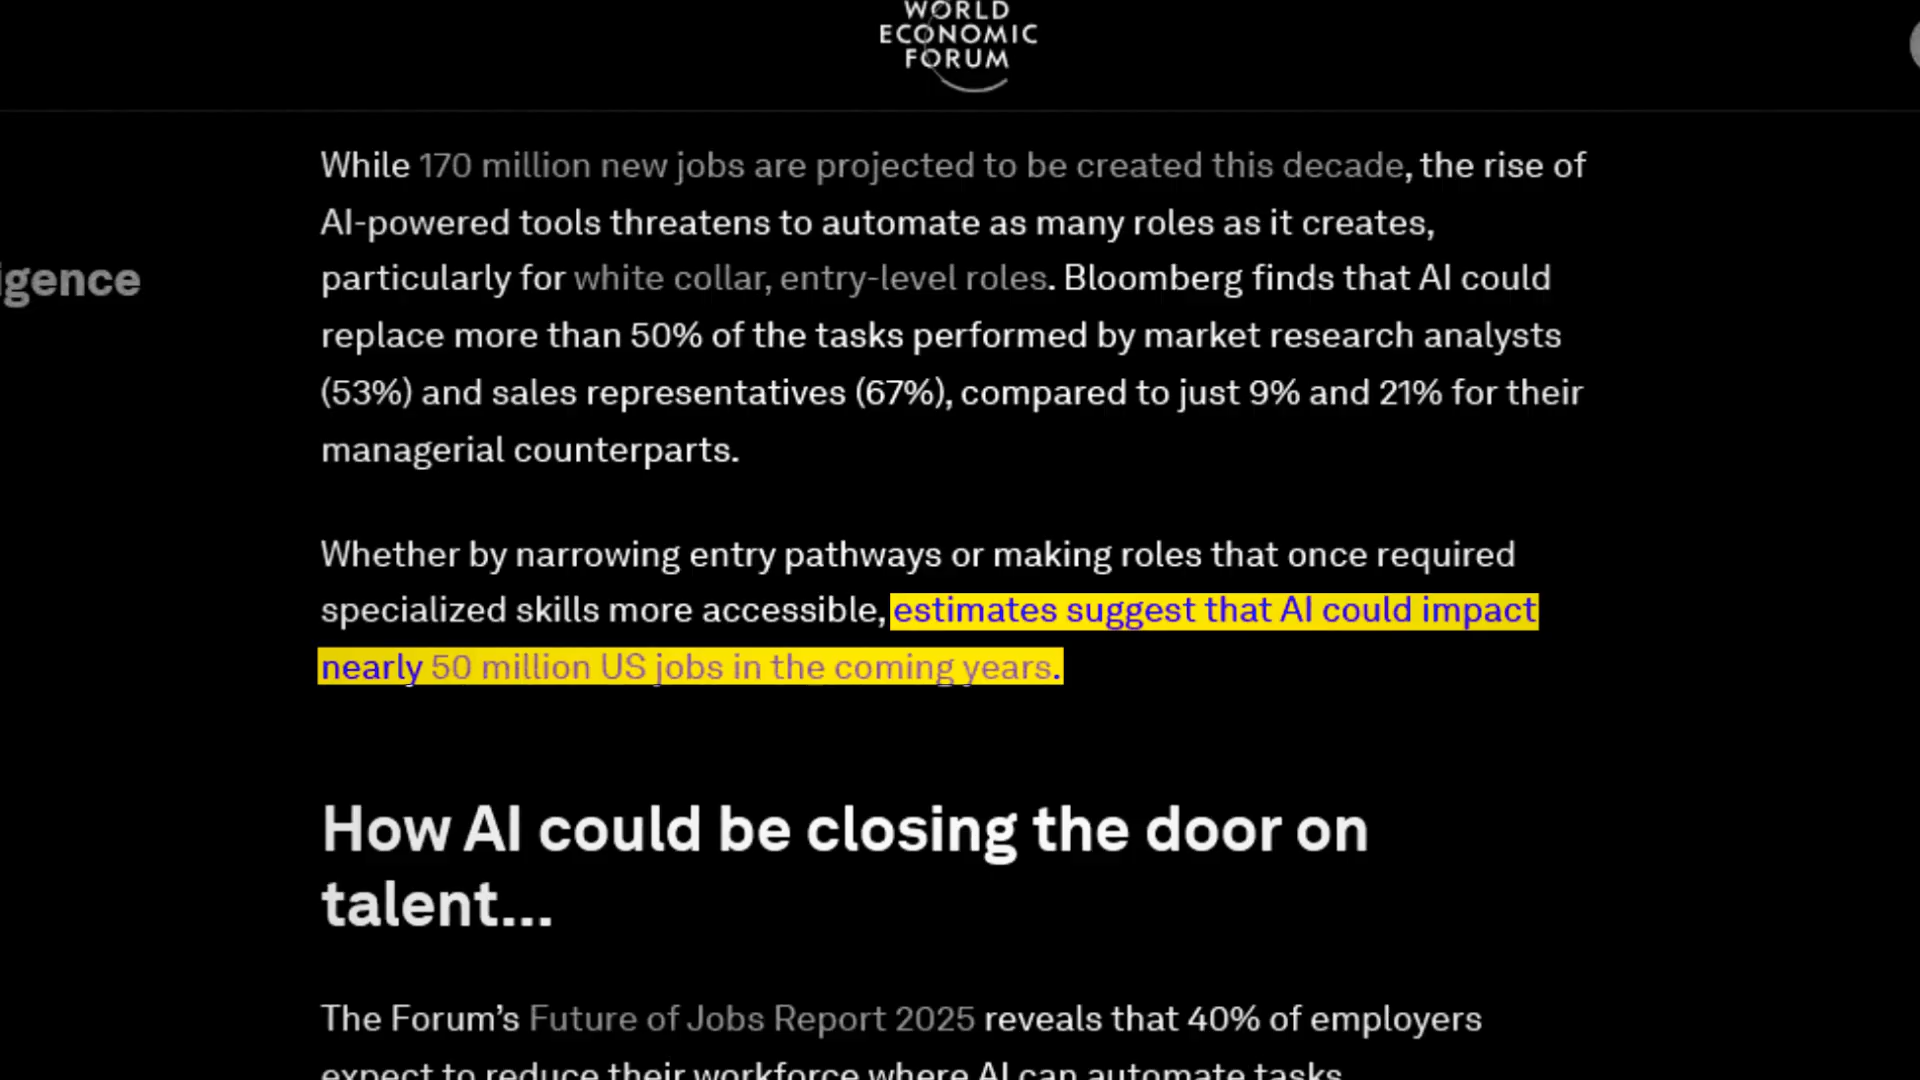 WORLD
ECONOMIC
FORUM
While 170 million new jobs are projected to be created this decade, the rise of
AI-powered tools threatens to automate as many roles as it creates,
igence
particularly for white collar, entry-level roles. Bloomberg finds that AI could
replace more than 50% of the tasks performed by market research analysts
(53%) and sales representatives (67%), compared to just 9% and 21% for their
managerial counterparts.
Whether by narrowing entry pathways or making roles that once required
specialized skills more accessible, estimates suggest that AI could impact
nearly 50 million US jobs in the coming years.
How AI could be closing the door on
talent...
The Forum's Future of Jobs Report 2025 reveals that 40% of employers
expect to reduce their workforce where AI can automate tasks.